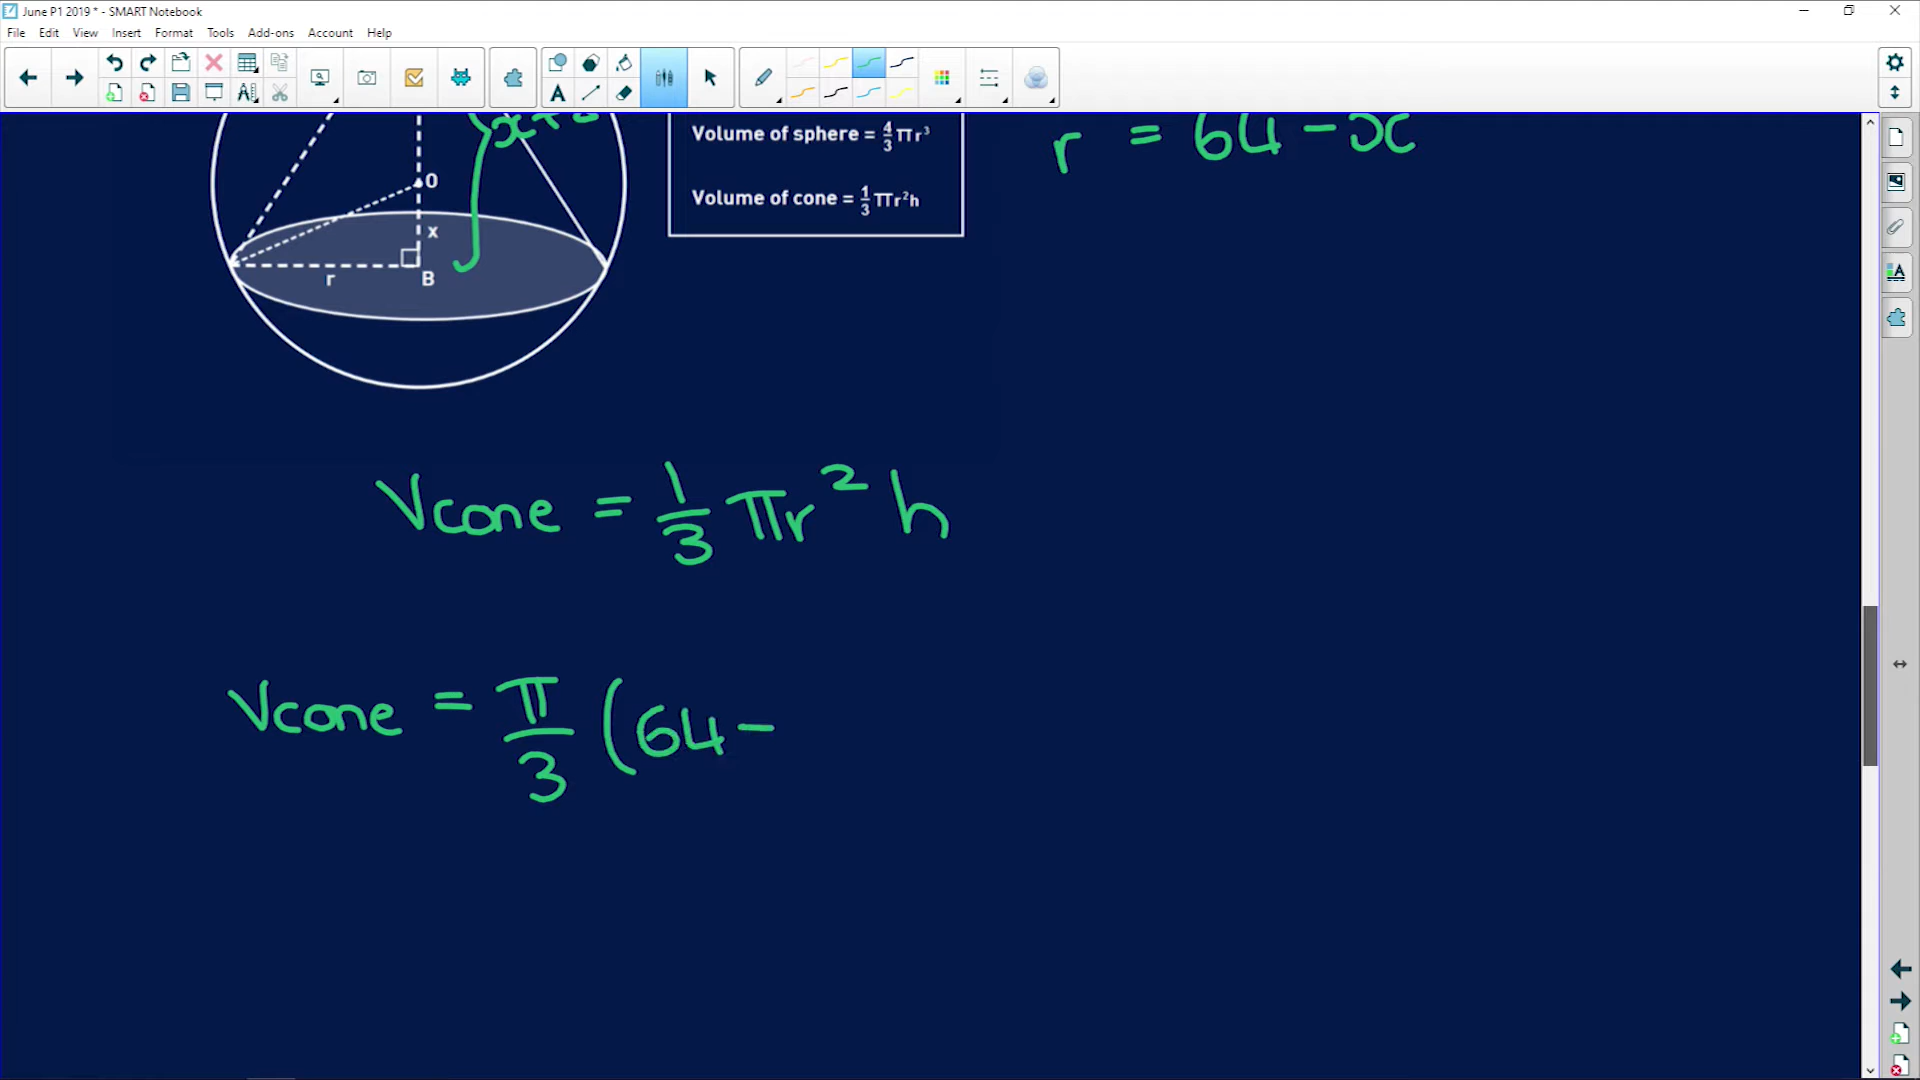 June P1 2019 * - SMART Notebook
File Edit View Insert Format Tools Add-ons Account Help
Volume of sphere = 4/3 πr³
r = 64 - x
O
Volume of cone = 1/3 πr²h
x
r B
Vcone = 1/3 πr² h
Vcone = π/3 (64 -